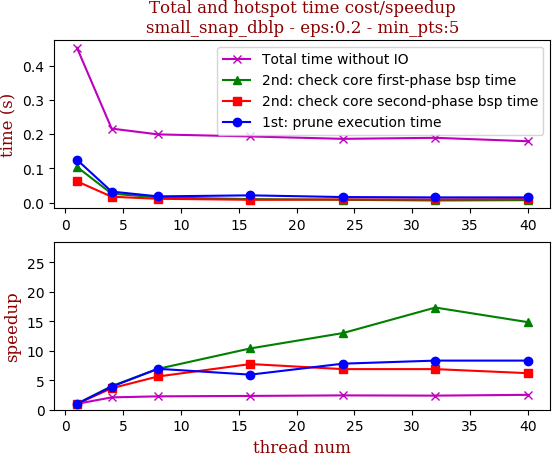 Total and hotspot time cost/speedup
small_snap_dblp - eps:0.2 - min_pts:5
time (s)
0.4
0.3
0.2
0.1
0.0
Total time without IO
2nd: check core first-phase bsp time
2nd: check core second-phase bsp time
1st: prune execution time
0 5 10 15 20 25 30 35 40
speedup
25
20
15
10
5
0
0 5 10 15 20 25 30 35 40
thread num